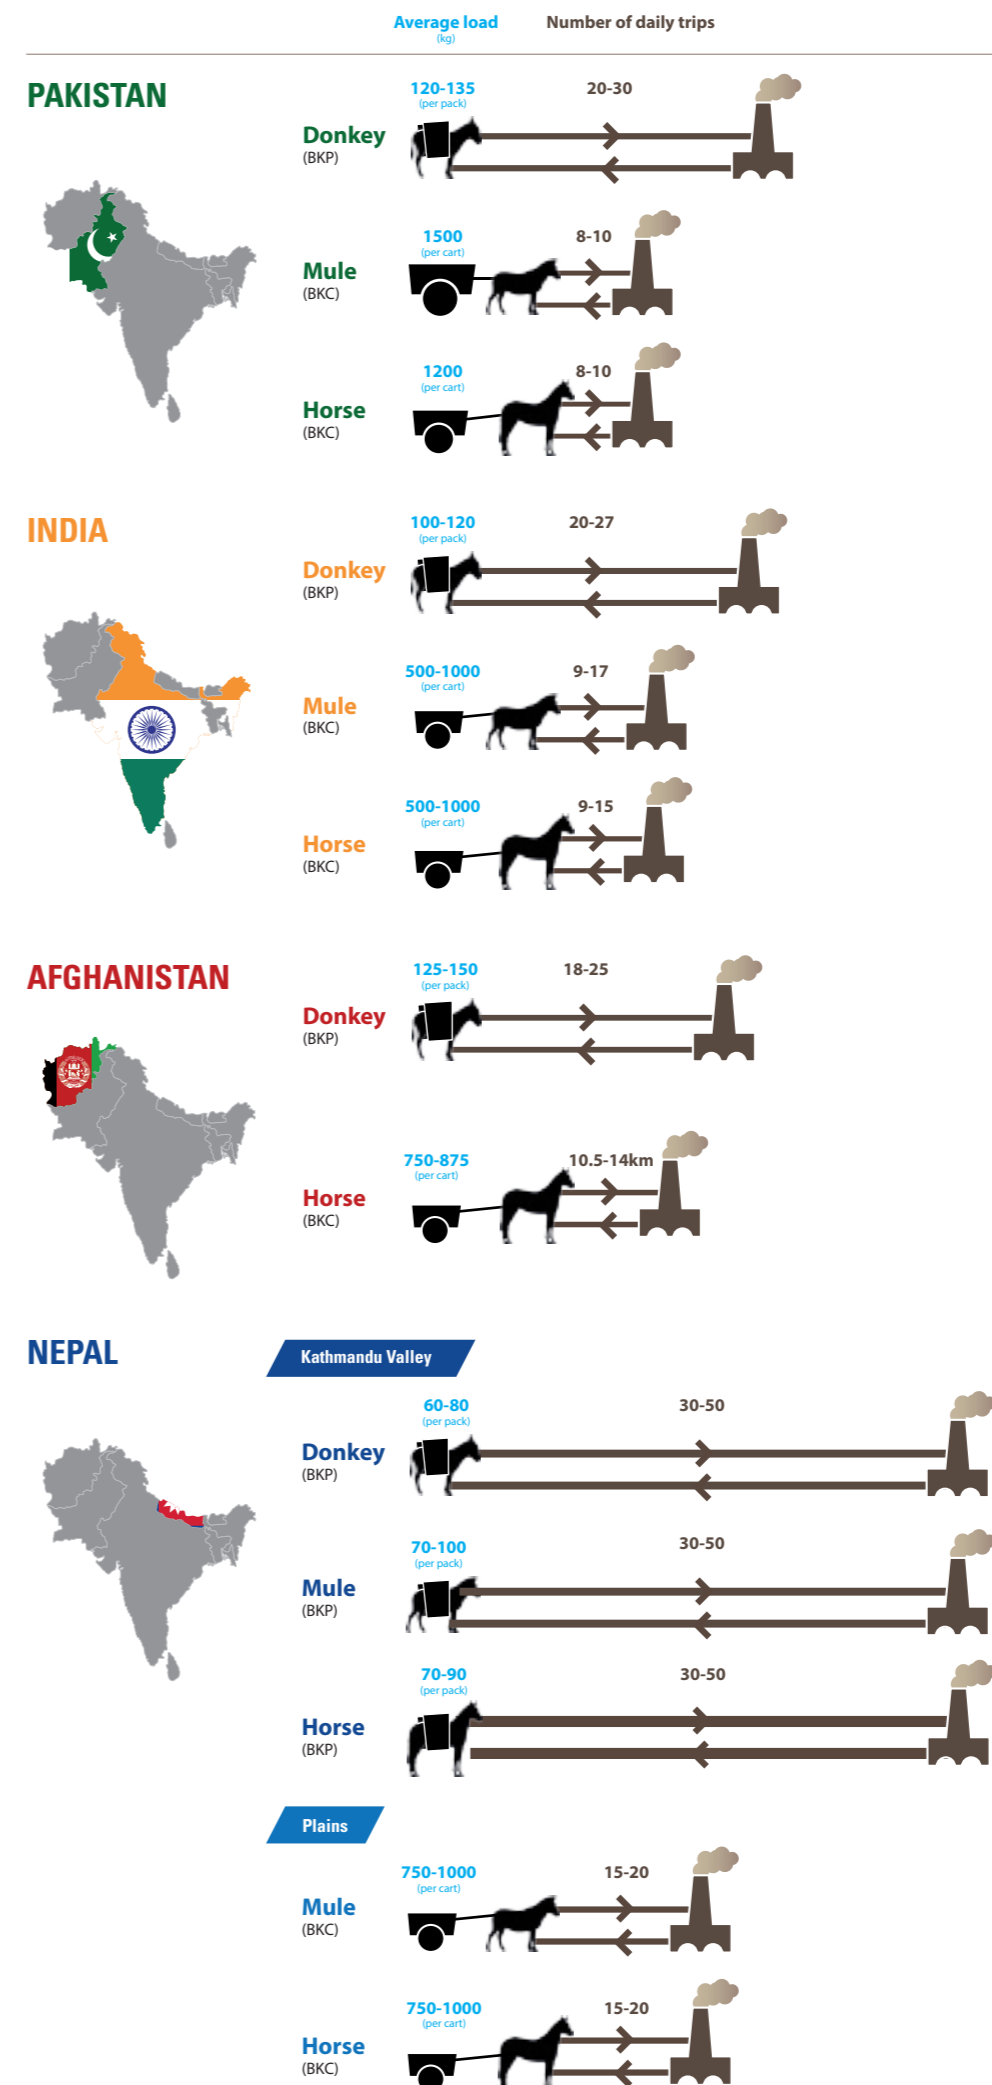 Average load Number of daily trips
(kg)
PAKISTAN
120-135 20-30
(per pack)
Donkey
(BKP)
1500 8-10
(per cart)
Mule
(BKC)
1200 8-10
(per cart)
Horse
(BKC)
INDIA
100-120 20-27
(per pack)
Donkey
(BKP)
500-1000 9-17
(per cart)
Mule
(BKC)
500-1000 9-15
(per cart)
Horse
(BKC)
AFGHANISTAN
125-150 18-25
(per pack)
Donkey
(BKP)
750-875 10.5-14km
(per cart)
Horse
(BKC)
NEPAL
Kathmandu Valley
60-80 30-50
(per pack)
Donkey
(BKP)
70-100 30-50
(per pack)
Mule
(BKP)
70-90 30-50
(per pack)
Horse
(BKP)
Plains
750-1000 15-20
(per cart)
Mule
(BKC)
750-1000 15-20
(per cart)
Horse
(BKC)